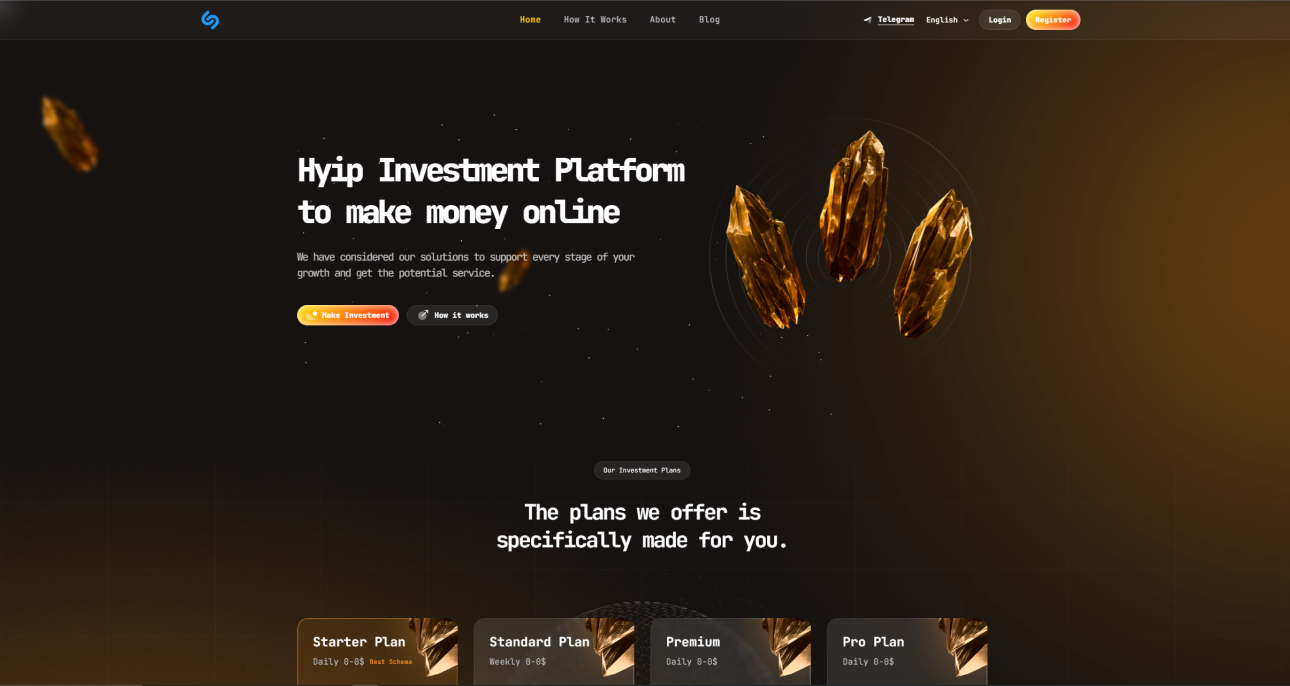 Home
How It Works
About
Blog
Telegram
English
Login
Register
Hyip Investment Platform
to make money online
We have considered our solutions to support every stage of your
growth and get the potential service.
Make Investment
How it works
Our Investment Plans
The plans we offer is
specifically made for you.
Starter Plan
Daily 0-0$ Best Schema
Standard Plan
Weekly 0-0$
Premium
Daily 0-0$
Pro Plan
Daily 0-0$